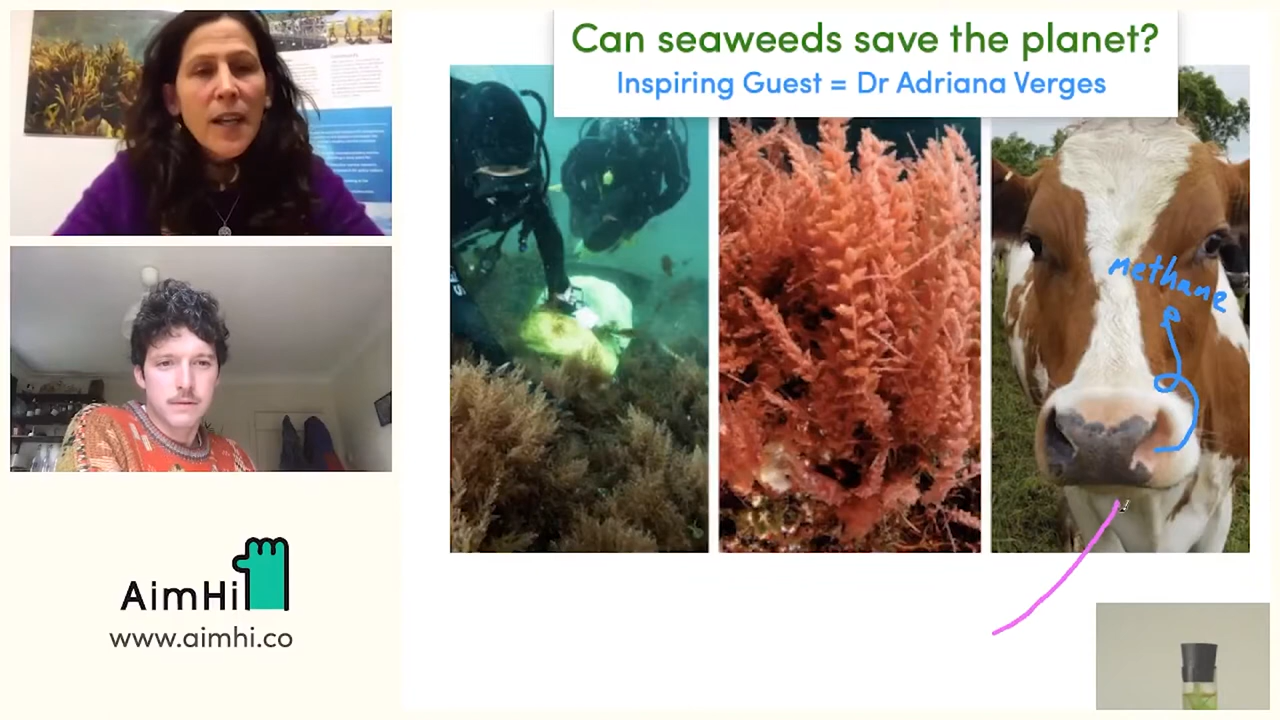 Can seaweeds save the planet?
Inspiring Guest = Dr Adriana Verges
methane
AimHi
www.aimhi.co